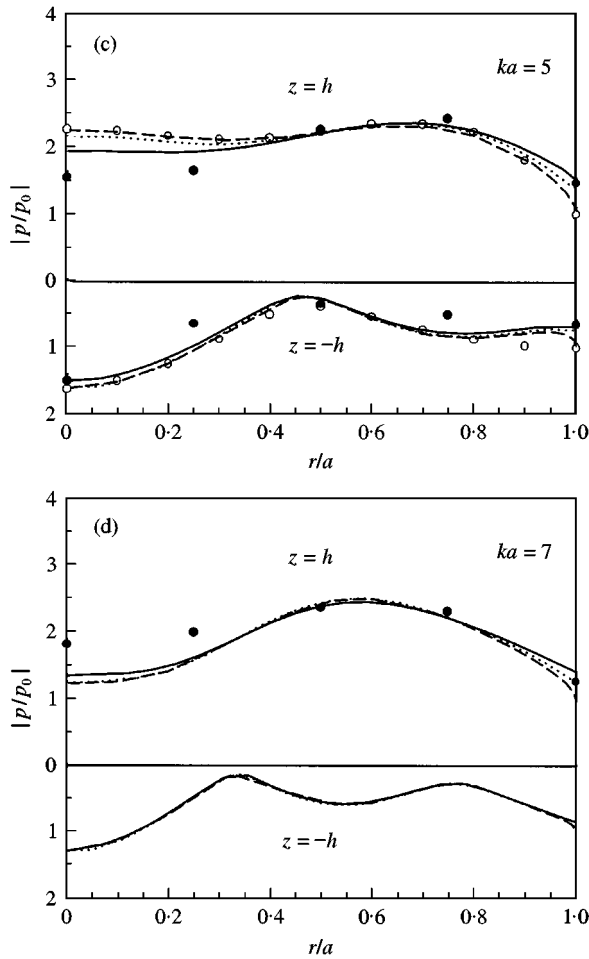 4
(c)
z = h
ka = 5
3
2
|p/p₀|
1
0
1
z = –h
2
0
0·2
0·4
0·6
0·8
1·0
r/a
4
(d)
z = h
ka = 7
3
2
|p/p₀|
1
0
1
z = –h
2
0
0·2
0·4
0·6
0·8
1·0
r/a